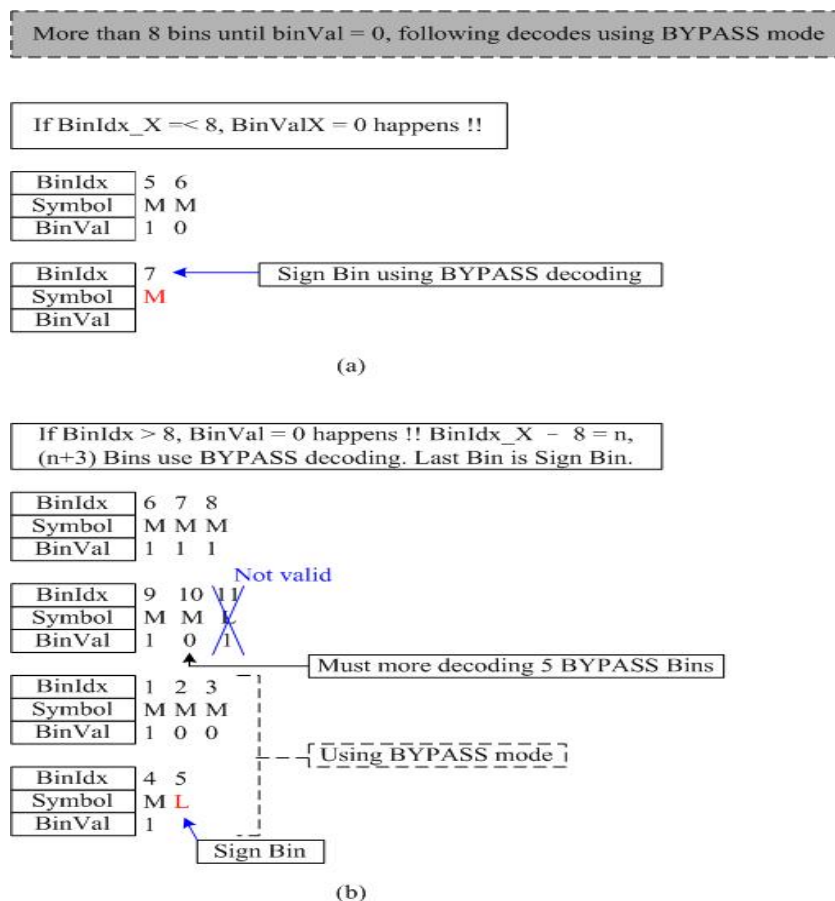 More than 8 bins until binVal = 0, following decodes using BYPASS mode
If BinIdx_X =< 8, BinValX = 0 happens !!
BinIdx 5 6
Symbol M M
BinVal 1 0
BinIdx 7 Sign Bin using BYPASS decoding
Symbol M
BinVal
(a)
If BinIdx > 8, BinVal = 0 happens !! BinIdx_X - 8 = n,
(n+3) Bins use BYPASS decoding. Last Bin is Sign Bin.
BinIdx 6 7 8
Symbol M M M
BinVal 1 1 1
Not valid
BinIdx 9 10 11
Symbol M M L
BinVal 1 0 1
Must more decoding 5 BYPASS Bins
BinIdx 1 2 3
Symbol M M M
BinVal 1 0 0
Using BYPASS mode
BinIdx 4 5
Symbol M L
BinVal 1
Sign Bin
(b)